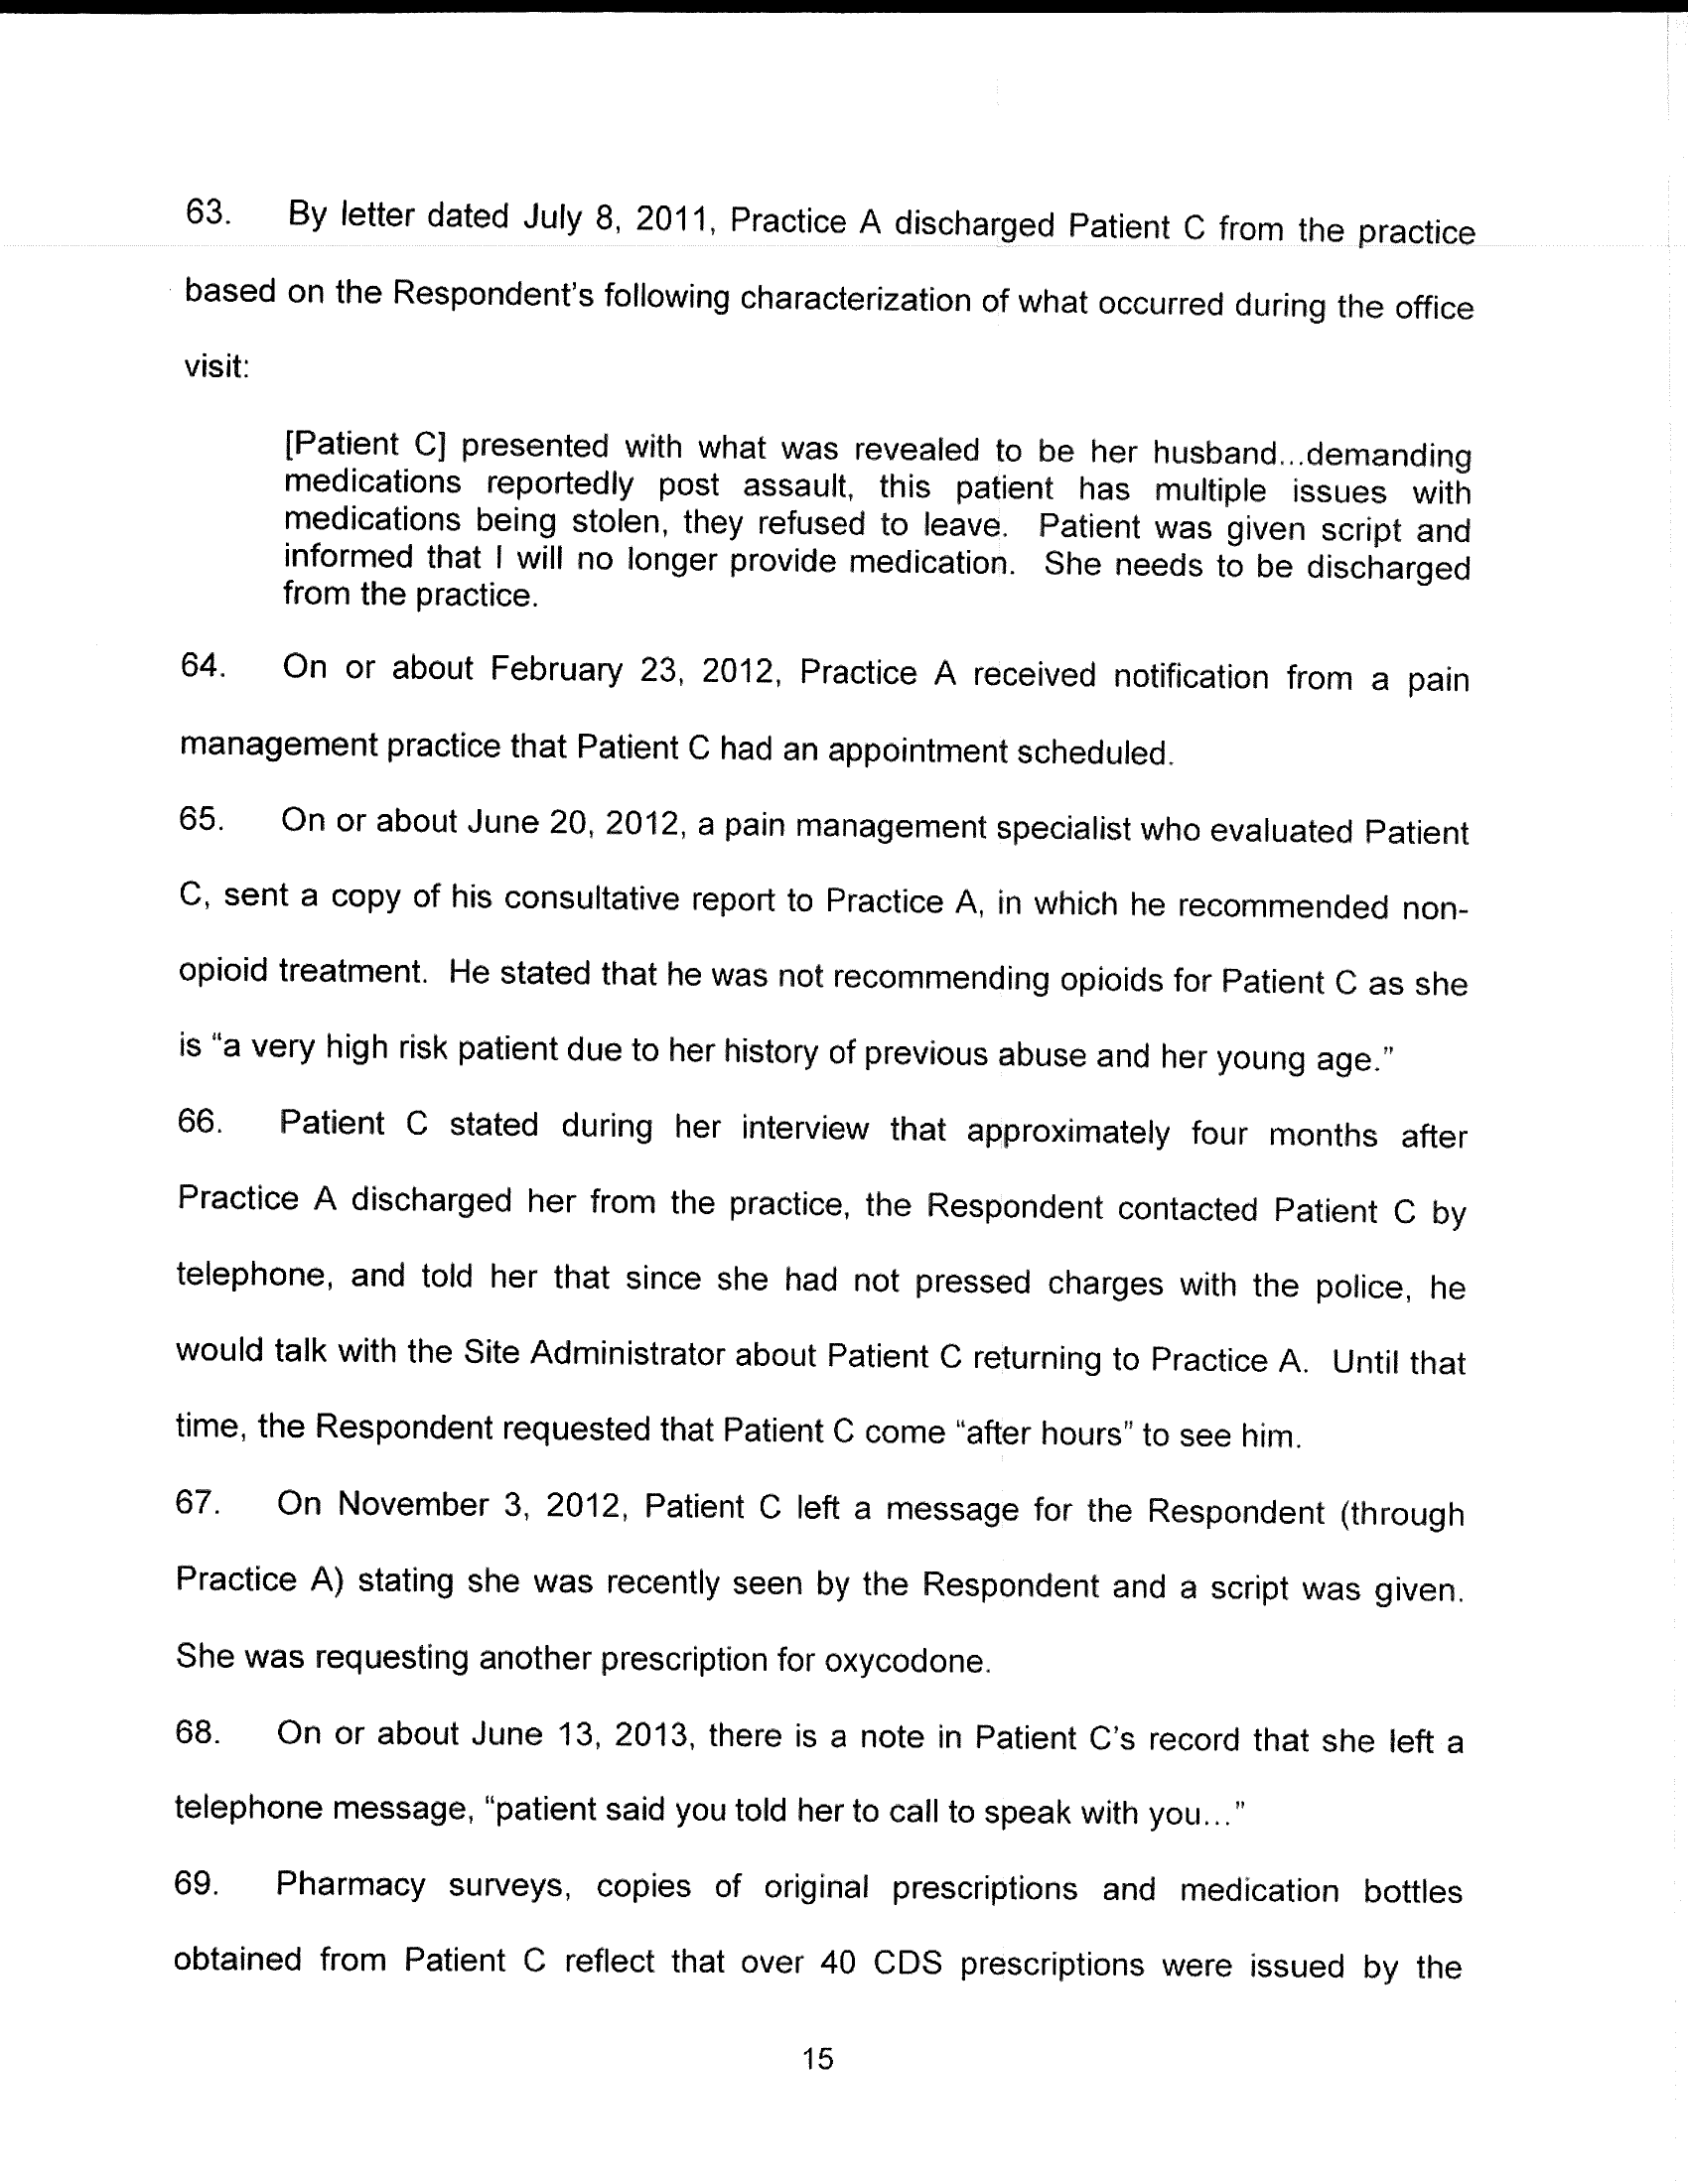 63. By letter dated July 8, 2011, Practice A discharged Patient C from the practice
based on the Respondent's following characterization of what occurred during the office
visit:
[Patient C] presented with what was revealed to be her husband...demanding
medications reportedly post assault, this patient has multiple issues with
medications being stolen, they refused to leave. Patient was given script and
informed that I will no longer provide medication. She needs to be discharged
from the practice.
64. On or about February 23, 2012, Practice A received notification from a pain
management practice that Patient C had an appointment scheduled.
65. On or about June 20, 2012, a pain management specialist who evaluated Patient
C, sent a copy of his consultative report to Practice A, in which he recommended non-
opioid treatment. He stated that he was not recommending opioids for Patient C as she
is “a very high risk patient due to her history of previous abuse and her young age.”
66. Patient C stated during her interview that approximately four months after
Practice A discharged her from the practice, the Respondent contacted Patient C by
telephone, and told her that since she had not pressed charges with the police, he
would talk with the Site Administrator about Patient C returning to Practice A. Until that
time, the Respondent requested that Patient C come “after hours” to see him.
67. On November 3, 2012, Patient C left a message for the Respondent (through
Practice A) stating she was recently seen by the Respondent and a script was given.
She was requesting another prescription for oxycodone.
68. On or about June 13, 2013, there is a note in Patient C's record that she left a
telephone message, “patient said you told her to call to speak with you...”
69. Pharmacy surveys, copies of original prescriptions and medication bottles
obtained from Patient C reflect that over 40 CDS prescriptions were issued by the
15